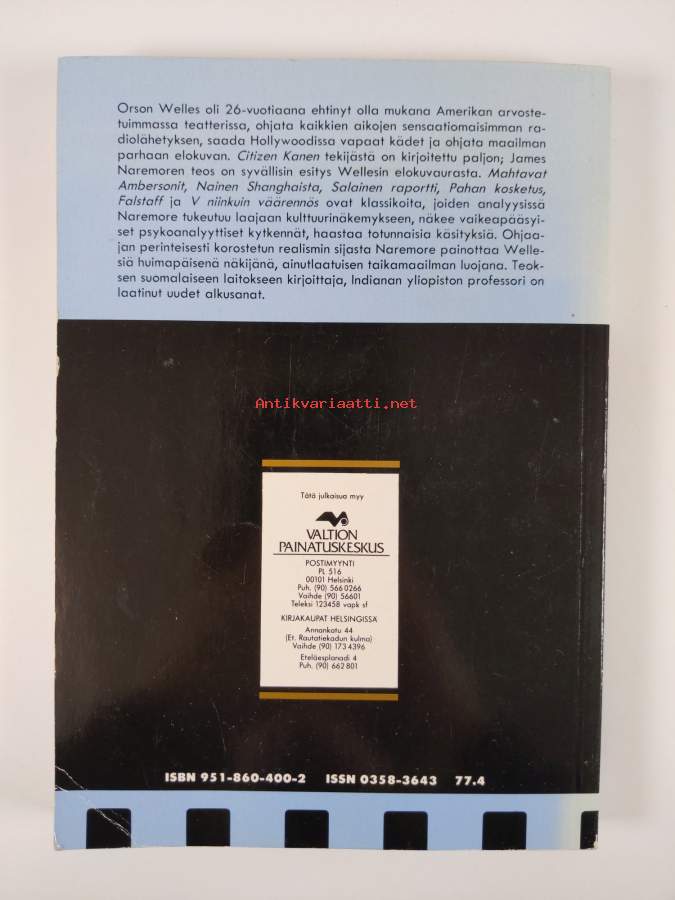 Orson Welles oli 26-vuotiaana ehtinyt olla mukana Amerikan arvoste-
tuimmassa teatterissa, ohjata kaikkien aikojen sensaatiomaisimman ra-
diolähetyksen, saada Hollywoodissa vapaat kädet ja ohjata maailman
parhaan elokuvan. Citizen Kanen tekijästä on kirjoitettu paljon; James
Naremoren teos on syvällisin esitys Wellesin elokuvaurasta. Mahtavat
Ambersonit, Nainen Shanghaista, Salainen raportti, Pahan kosketus,
Falstaff ja V niinkuin väärennös ovat klassikoita, joiden analyysissä
Naremore tukeutuu laajaan kulttuurinäkemykseen, näkee vaikeapääsyi-
set psykoanalyyttiset kytkennät, haastaa totunnaisia käsityksiä. Ohjaa-
jan perinteisesti korostetun realismin sijasta Naremore painottaa Welle-
siä huimapäisenä näkijänä, ainutlaatuisen taikamaailman luojana. Teok-
sen suomalaiseen laitokseen kirjoittaja, Indianan yliopiston professori on
laatinut uudet alkusanat.
Antikvariaatti.net
Tätä julkaisua myy
VALTION
PAINATUSKESKUS
POSTIMYYNTI
PL 516
00101 Helsinki
Puh. (90) 566 0266
Vaihde (90) 56601
Teleksi 123458 vapk sf
KIRJAKAUPAT HELSINGISSÄ
Annankatu 44
(Et. Rautatiekadun kulma)
Vaihde (90) 173 4396
Eteläesplanadi 4
Puh. (90) 662 801
ISBN 951-860-400-2 ISSN 0358-3643 77.4